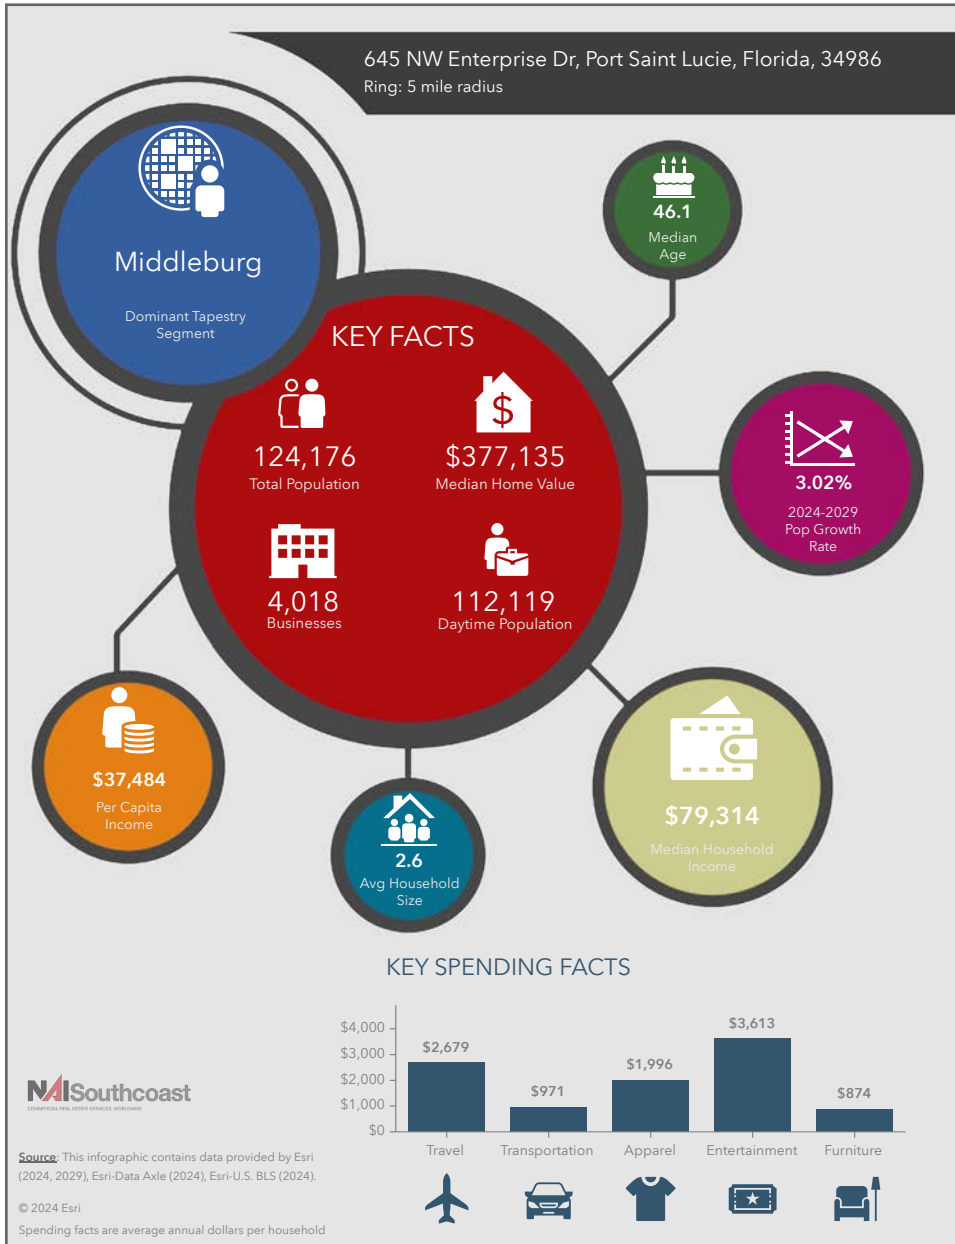 645 NW Enterprise Dr, Port Saint Lucie, Florida, 34986
Ring: 5 mile radius
Middleburg
Dominant Tapestry
Segment
46.1
Median
Age
KEY FACTS
124,176
Total Population
$377,135
Median Home Value
4,018
Businesses
112,119
Daytime Population
3.02%
2024-2029
Pop Growth
Rate
$37,484
Per Capita
Income
2.6
Avg Household
Size
$79,314
Median Household
Income
KEY SPENDING FACTS
$4,000
$3,000
$2,000
$1,000
$0
$2,679
$971
$1,996
$3,613
$874
Travel
Transportation
Apparel
Entertainment
Furniture
NAISouthcoast
COMMERCIAL REAL ESTATE SERVICES, WORLDWIDE
Source: This infographic contains data provided by Esri
(2024, 2029), Esri-Data Axle (2024), Esri-U.S. BLS (2024).
© 2024 Esri
Spending facts are average annual dollars per household